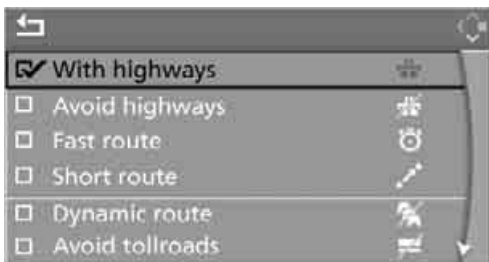 With highways
Avoid highways
Fast route
Short route
Dynamic route
Avoid tollroads